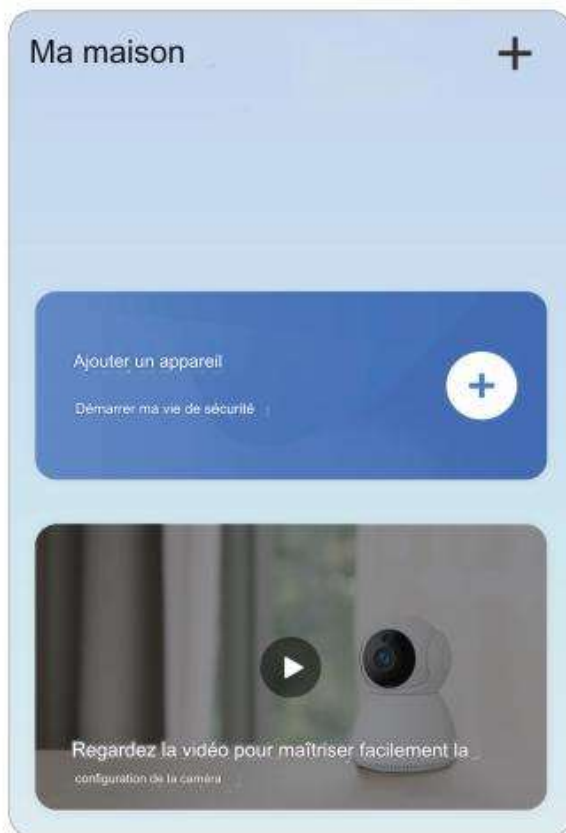 Ma maison
Ajouter un appareil
Démarrer ma vie de sécurité
Regardez la vidéo pour maîtriser facilement la
configuration de la caméra